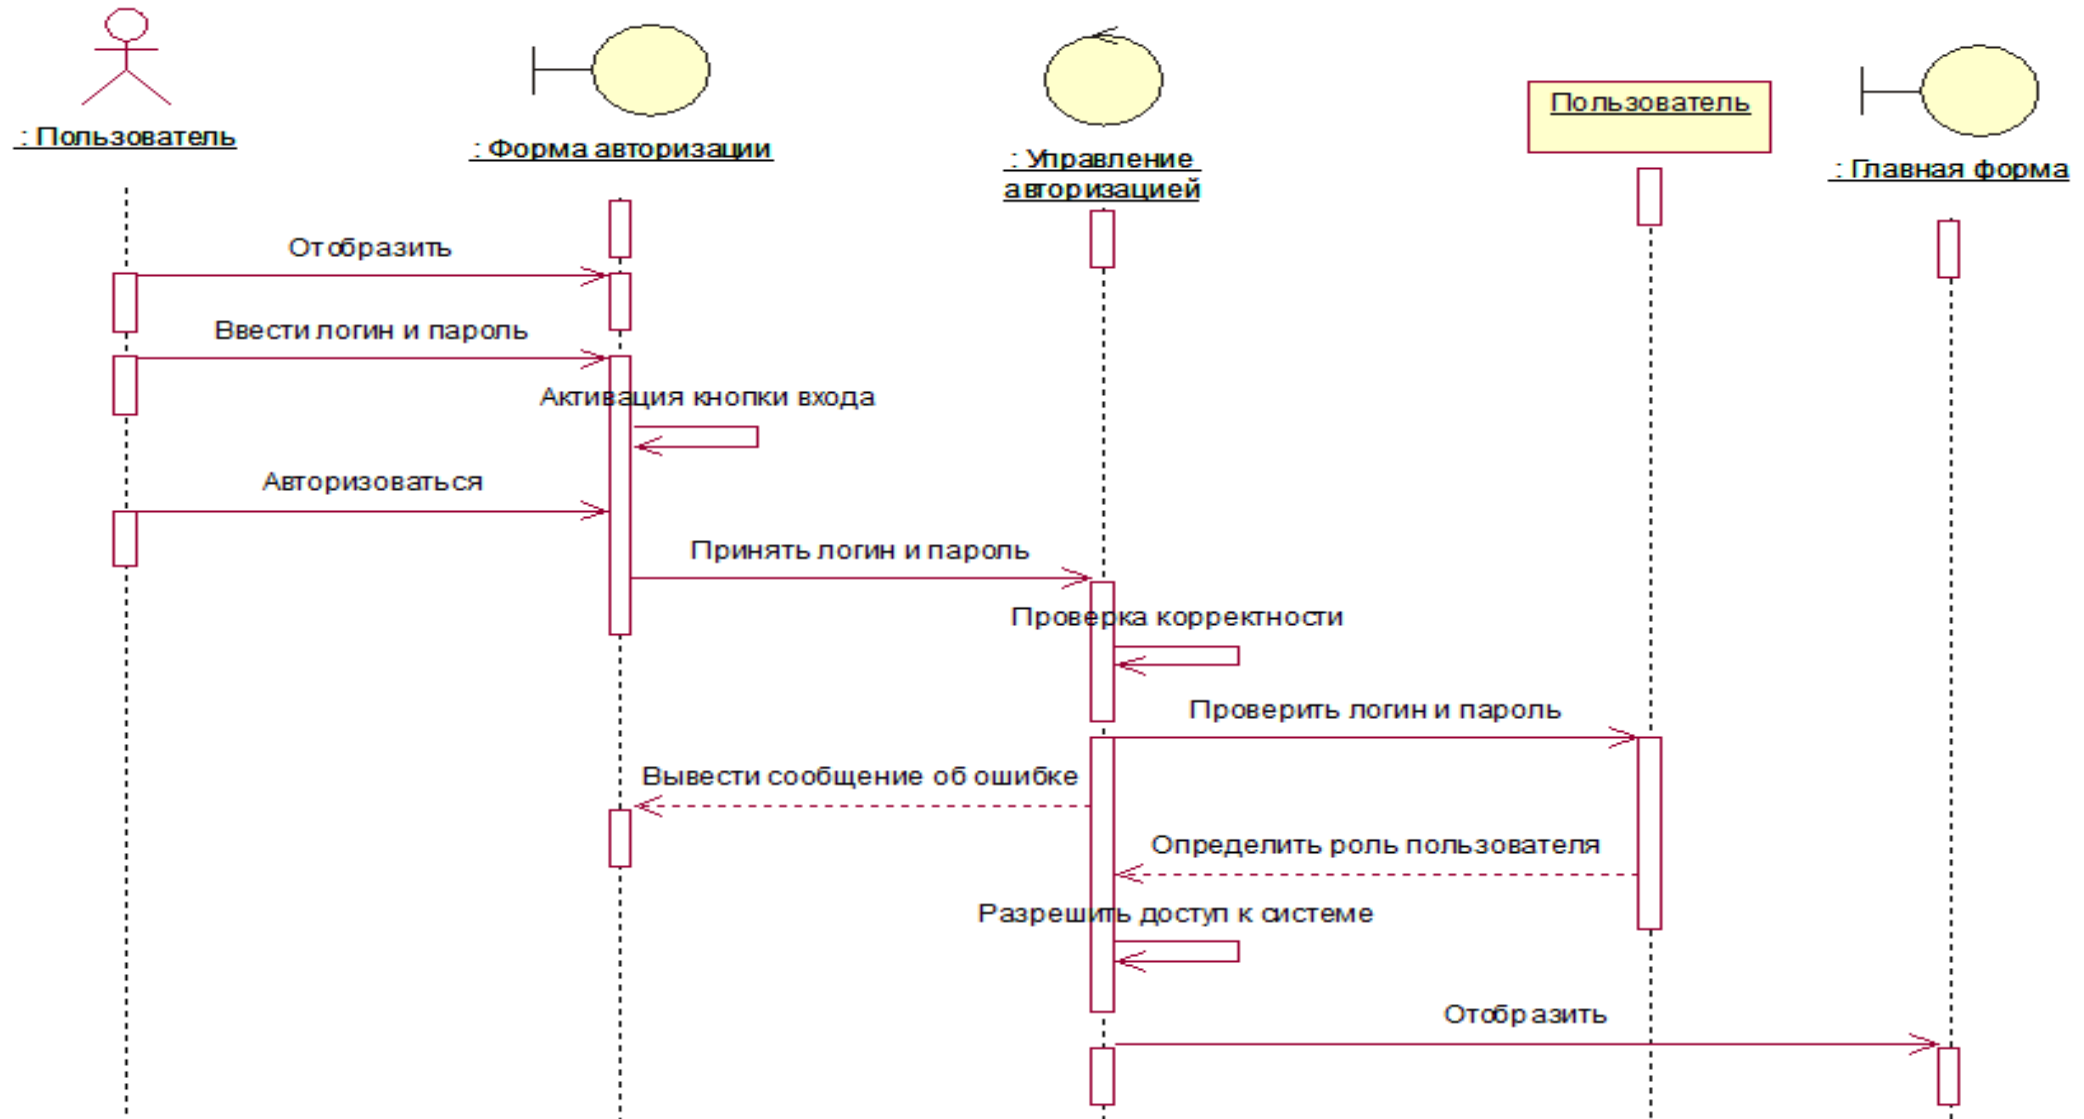 : Пользователь
: Форма авторизации
: Управление
авторизацией
Пользователь
: Главная форма
Отобразить
Ввести логин и пароль
Активация кнопки входа
Авторизоваться
Принять логин и пароль
Проверка корректности
Проверить логин и пароль
Вывести сообщение об ошибке
Определить роль пользователя
Разрешить доступ к системе
Отобразить